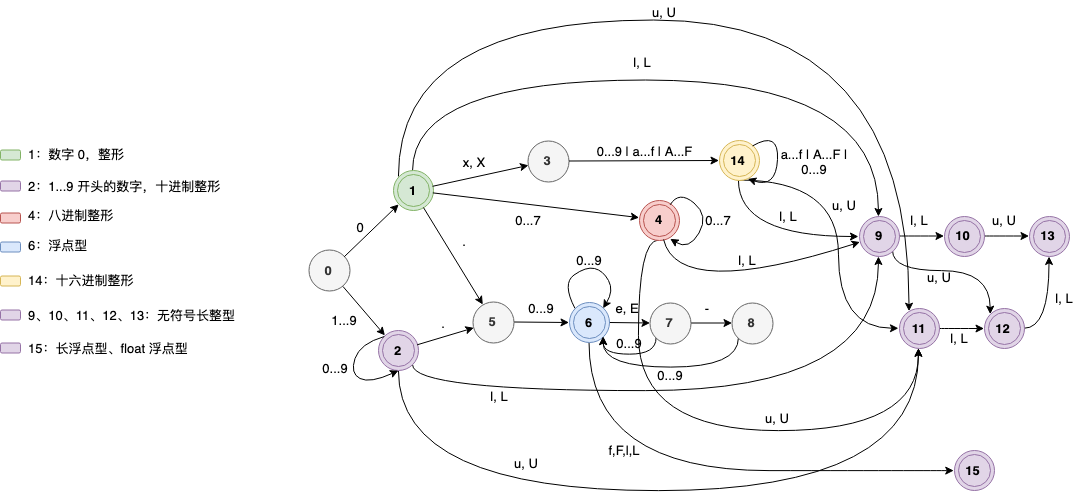 u, U
l, L
1：数字 0，整形
2：1...9 开头的数字，十进制整形
4：八进制整形
6：浮点型
14：十六进制整形
9、10、11、12、13：无符号长整型
15：长浮点型、float 浮点型
x, X
3
0...9 | a...f | A...F
14
a...f | A...F |
0...9
1
0...7
4
0...7
l, L
u, U
9
l, L
10
u, U
13
0
.
l, L
0
0...9
u, U
l, L
1...9
.
5
0...9
6
e, E
7
-
8
11
l, L
12
2
0...9
0...9
0...9
l, L
u, U
f,F,l,L
u, U
15